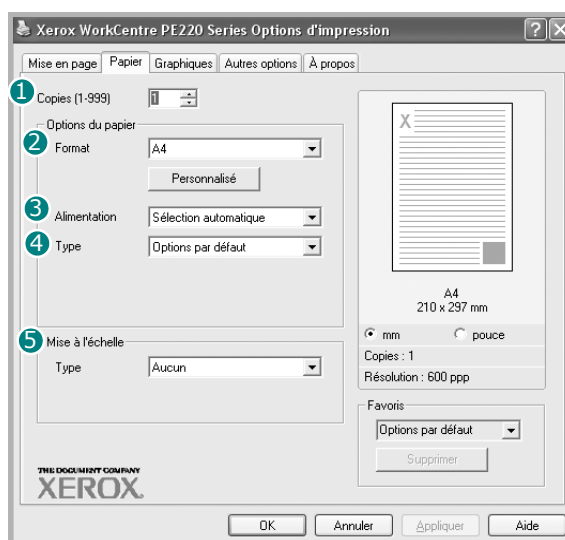 Xerox WorkCentre PE220 Series Options d'impression
Mise en page Papier Graphiques Autres options À propos
1 Copies (1-999) 1
Options du papier
2 Format A4
Personnalisé
3 Alimentation Sélection automatique
4 Type Options par défaut
5 Mise à l'échelle
Type Aucun
X
A4
210 x 297 mm
mm pouce
Copies : 1
Résolution : 600 ppp
Favoris
Options par défaut
Supprimer
THE DOCUMENT COMPANY
XEROX.
OK Annuler Appliquer Aide